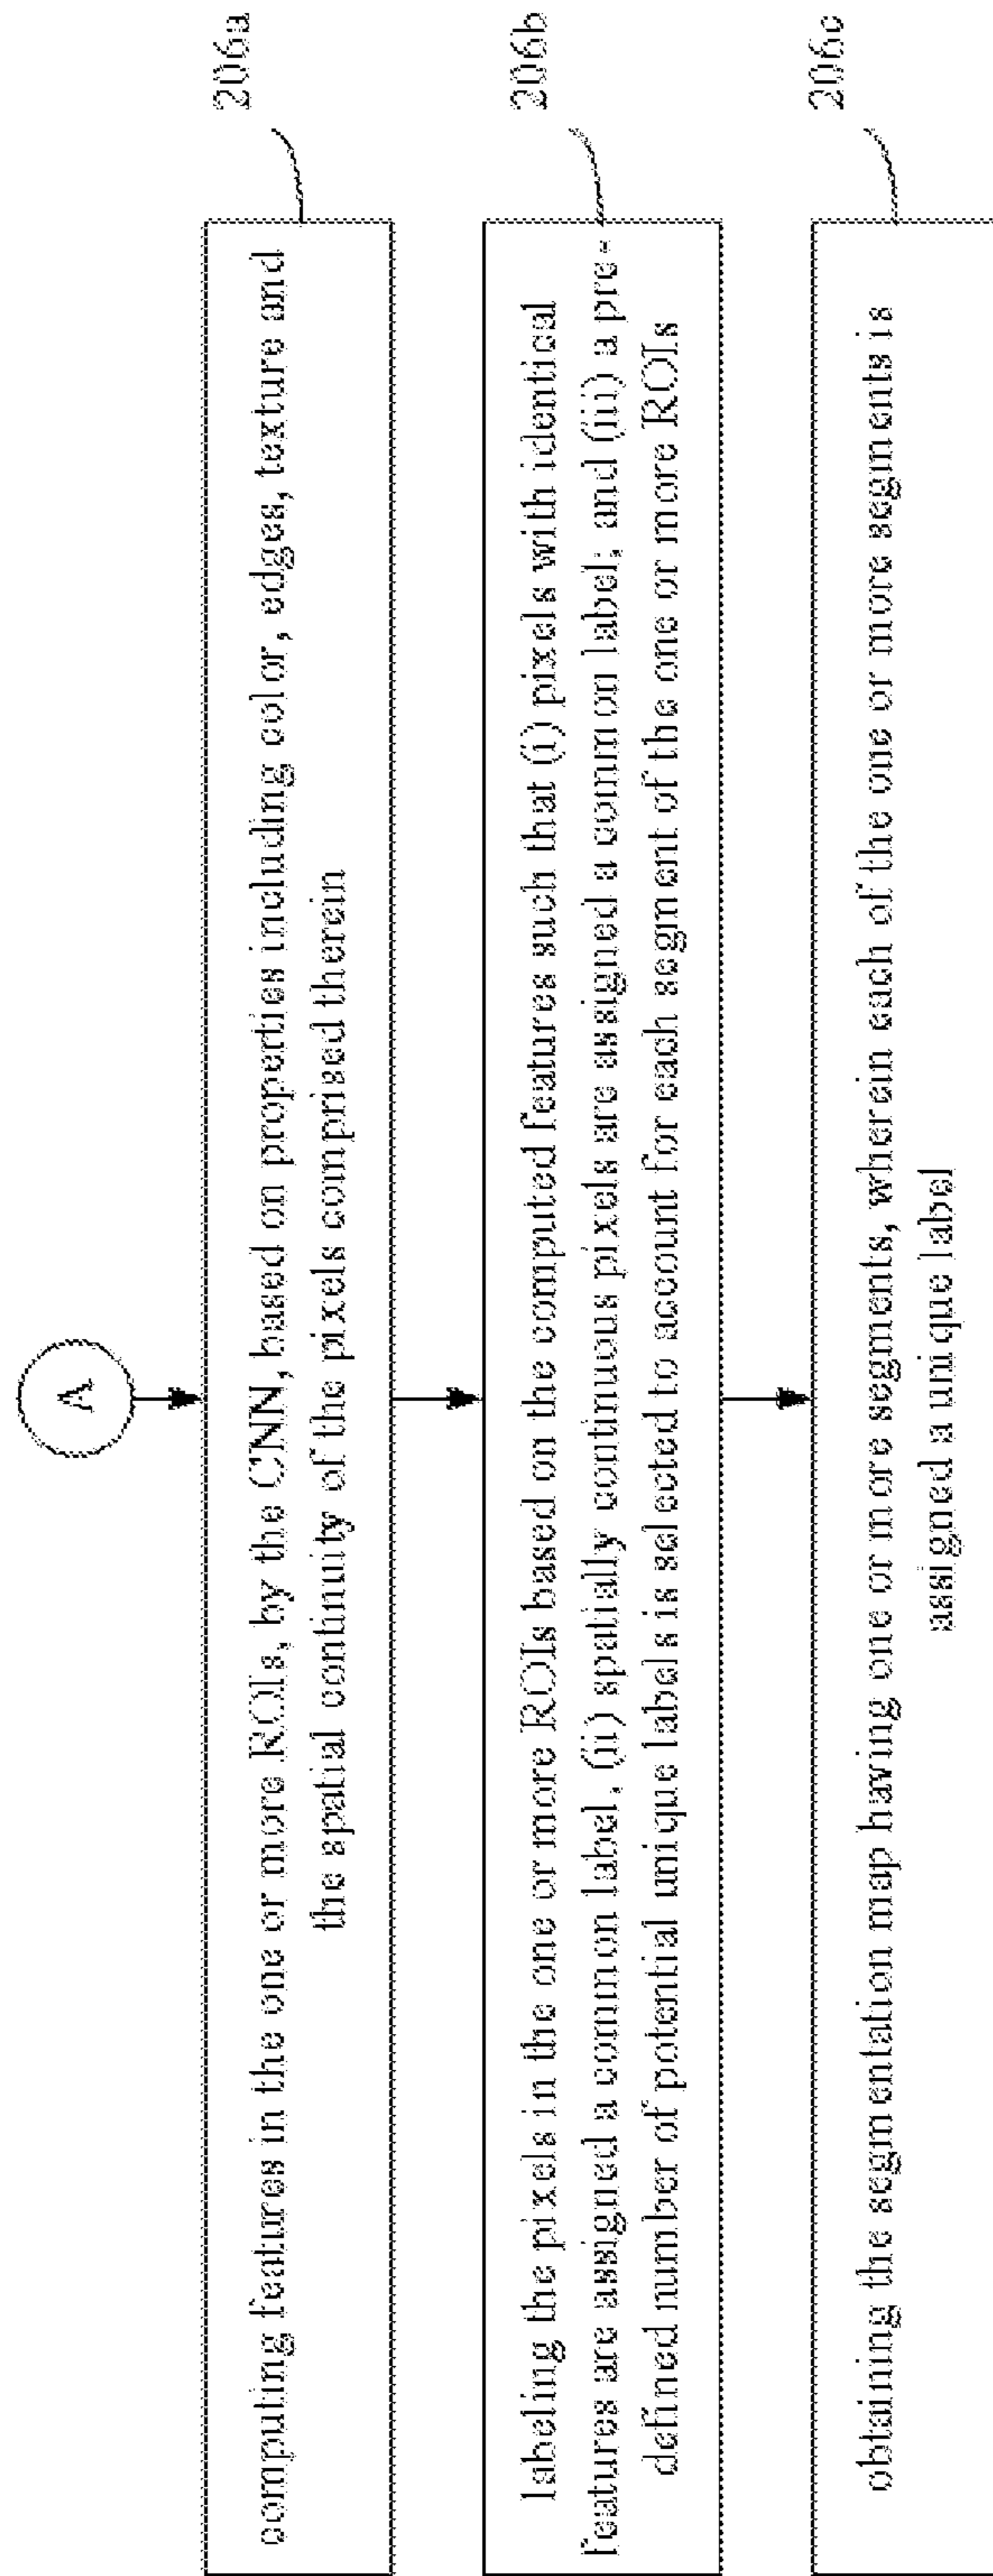 A
206a
computing features in the one or more ROIs, by the CNN, based on properties including color, edges, texture and
the spatial continuity of the pixels comprised therein
206b
labeling the pixels in the one or more ROIs based on the computed features such that (i) pixels with identical
features are assigned a common label, (ii) spatially continuous pixels are assigned a common label; and (iii) a pre-
defined number of potential unique labels is selected to account for each segment of the one or more ROIs
206c
obtaining the segmentation map having one or more segments, wherein each of the one or more segments is
assigned a unique label